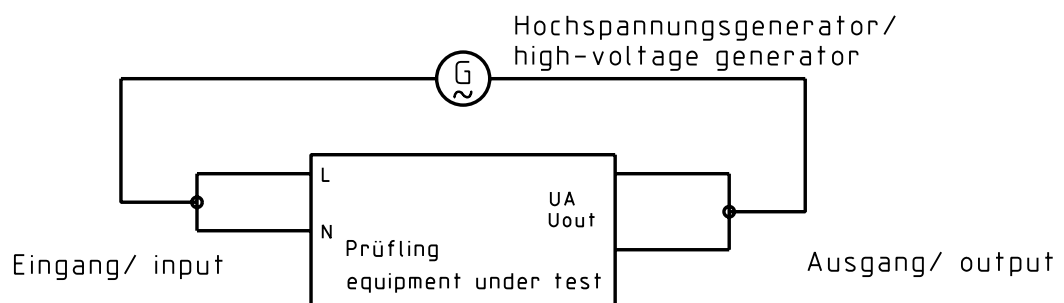 Hochspannungsgenerator/
high-voltage generator
G
L
UA
Uout
N
Prüfling
equipment under test
Eingang/ input
Ausgang/ output